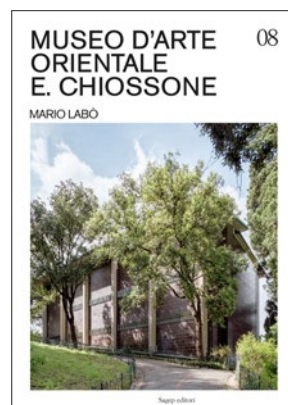 MUSEO D'ARTE
ORIENTALE
E. CHIOSSONE
08
MARIO LABÒ
Sagep editori